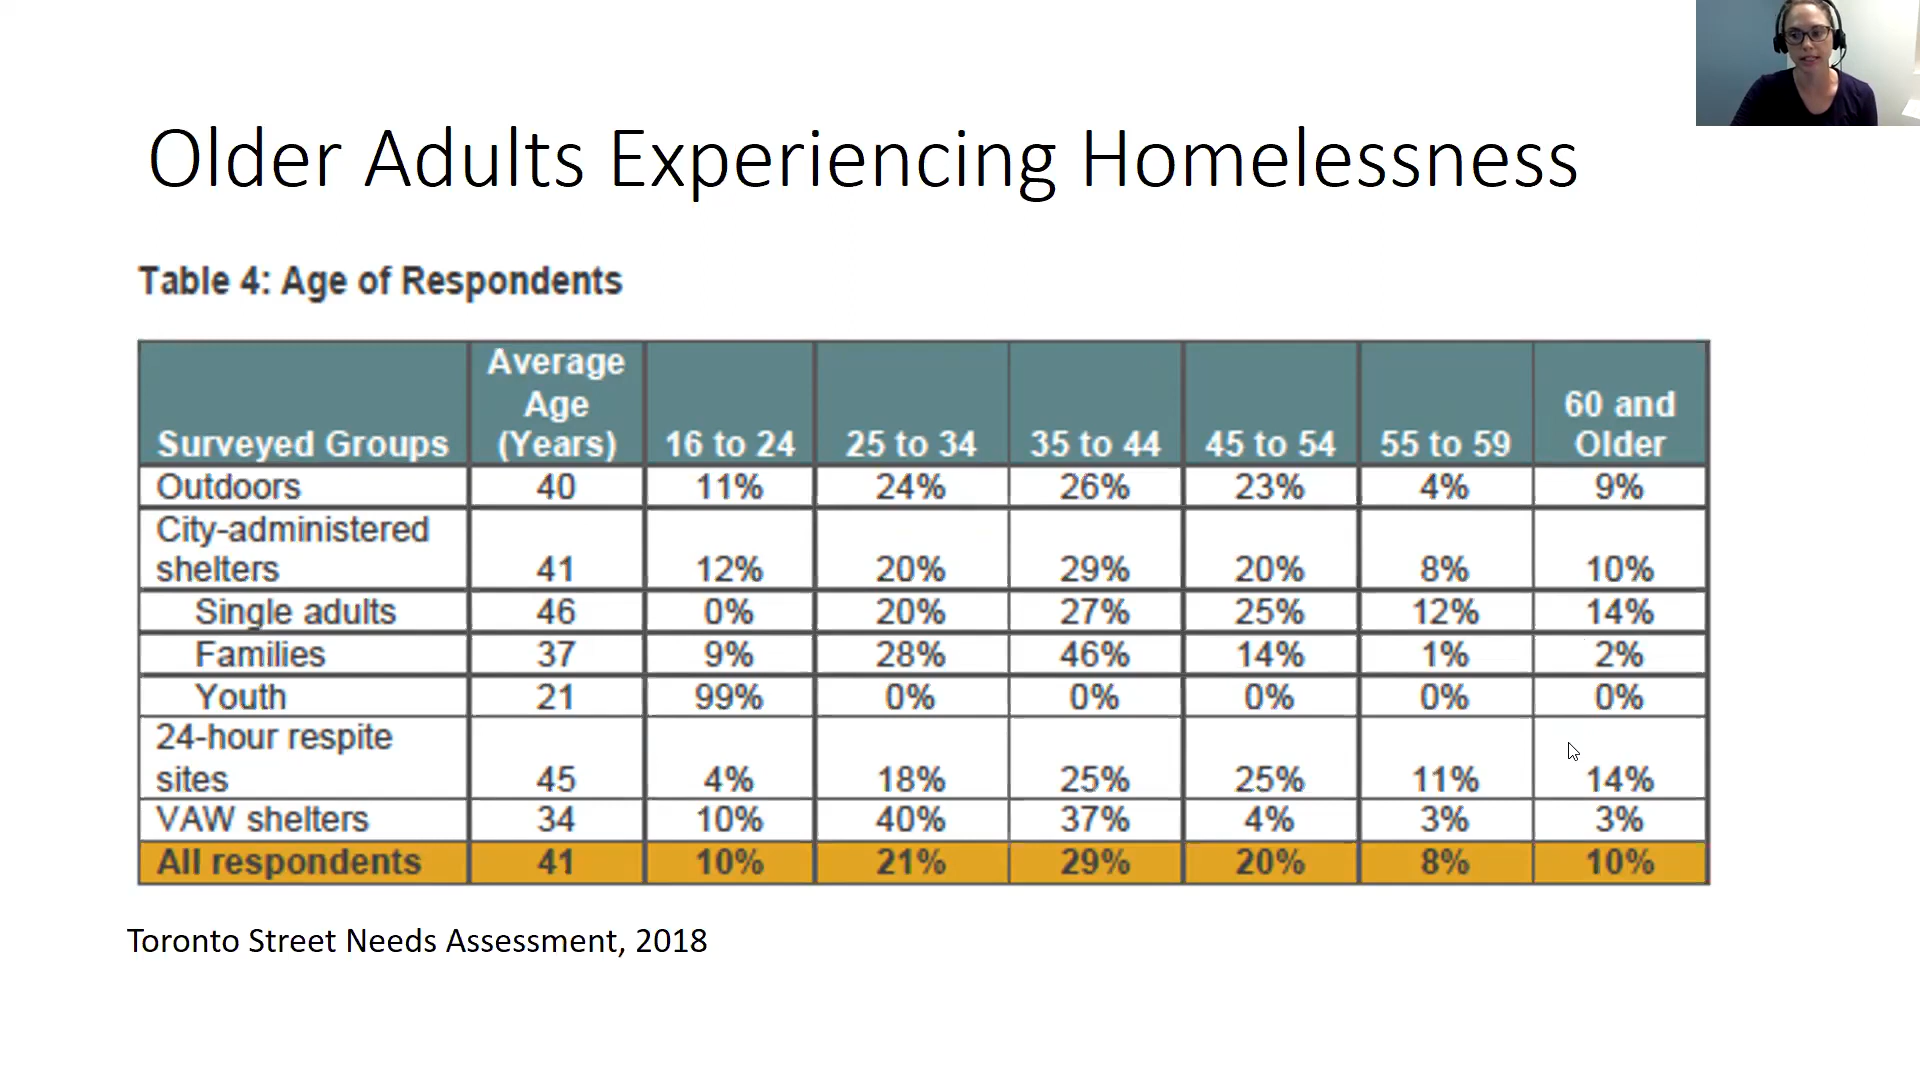 Older Adults Experiencing Homelessness
Table 4: Age of Respondents
Surveyed Groups Average Age (Years) 16 to 24 25 to 34 35 to 44 45 to 54 55 to 59 60 and Older
Outdoors 40 11% 24% 26% 23% 4% 9%
City-administered shelters 41 12% 20% 29% 20% 8% 10%
Single adults 46 0% 20% 27% 25% 12% 14%
Families 37 9% 28% 46% 14% 1% 2%
Youth 21 99% 0% 0% 0% 0% 0%
24-hour respite sites 45 4% 18% 25% 25% 11% 14%
VAW shelters 34 10% 40% 37% 4% 3% 3%
All respondents 41 10% 21% 29% 20% 8% 10%
Toronto Street Needs Assessment, 2018